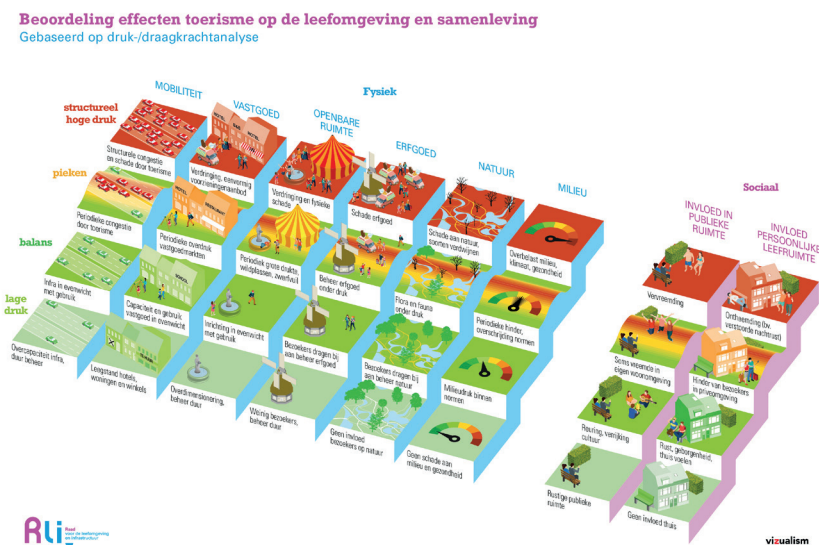 Beoordeling effecten toerisme op de leefomgeving en samenleving
Gebaseerd op druk-/draagkrachtanalyse
Fysiek
MOBILITEIT
VASTGOED
OPENBARE
RUIMTE
ERFGOED
NATUUR
MILIEU
structureel
hoge druk
Structurele congestie
en schade door toerisme
Verdringing, eenvormig
voorzieningenaanbod
Verdringing en fysieke
schade
Schade erfgoed
Schade aan natuur,
soorten verdwijnen
Overbelast milieu,
klimaat, gezondheid
pieken
Periodieke congestie
door toerisme
Periodieke overdruk
vastgoedmarkten
Periodiek grote drukte,
wildplassen, zwerfvuil
Beheer erfgoed
onder druk
Flora en fauna
onder druk
Periodieke hinder,
overschrijding normen
balans
Infra in evenwicht
met gebruik
Capaciteit en gebruik
vastgoed in evenwicht
Inrichting in evenwicht
met gebruik
Bezoekers dragen bij
aan beheer erfgoed
Bezoekers dragen bij
aan beheer natuur
Milieudruk binnen
normen
lage
druk
Overcapaciteit infra,
duur beheer
Leegstand hotels,
woningen en winkels
Overdimensionering,
beheer duur
Weinig bezoekers,
beheer duur
Geen invloed
bezoekers op natuur
Geen schade aan
milieu en gezondheid
HOTEL
BAR
HOTEL
HOTEL
RESTAURANT
Sociaal
INVLOED IN
PUBLIEKE
RUIMTE
INVLOED
PERSOONLIJKE
LEEFRUIMTE
Vervreemding
Ontheemding (bv.
verstoorde nachtrust)
Soms vreemde in
eigen woonomgeving
Hinder van bezoekers
in privéomgeving
Reuring, verrijking
cultuur
Rust, geborgenheid,
thuis voelen
Rustige publieke
ruimte
Geen invloed thuis
Rli
Raad
voor de leefomgeving
en infrastructuur
vizualism